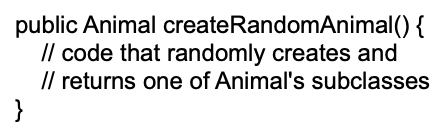 public Animal createRandomAnimal() {
// code that randomly creates and
// returns one of Animal's subclasses
}